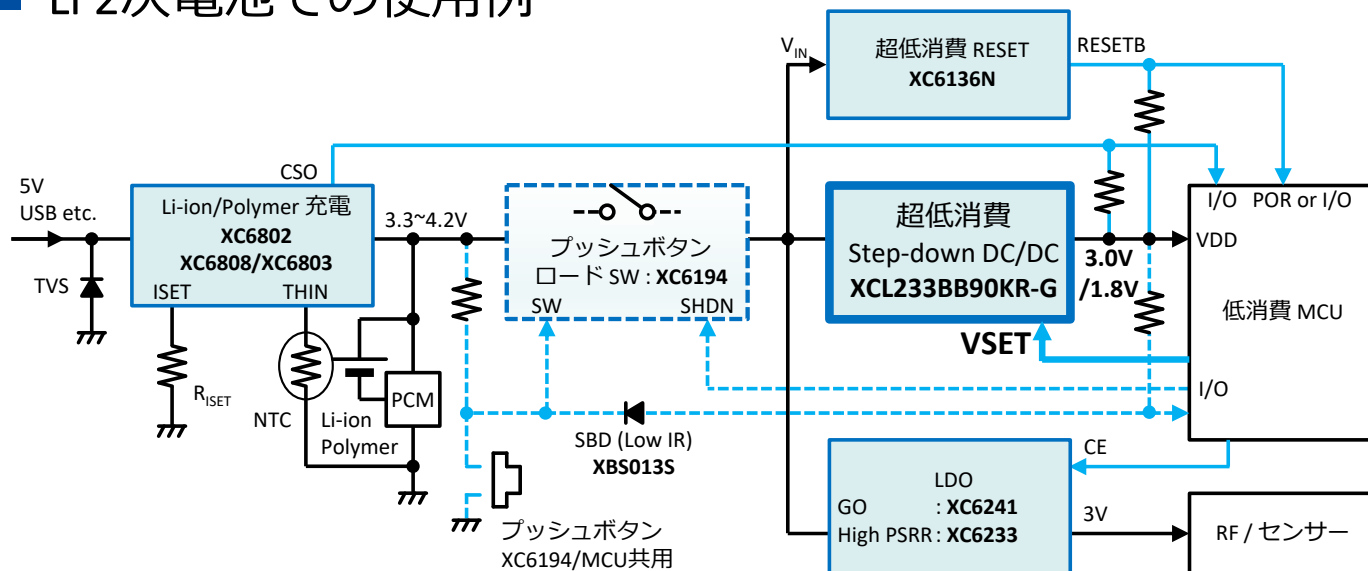 LI 2次電池での使用例
VIN
超低消費 RESET
XC6136N
RESETB
CSO
5V
USB etc.
Li-ion/Polymer 充電
XC6802
XC6808/XC6803
ISET
THIN
3.3~4.2V
TVS
RISET
NTC
Li-ion
Polymer
PCM
プッシュボタン
ロード SW : XC6194
SW
SHDN
超低消費
Step-down DC/DC
XCL233BB90KR-G
VSET
3.0V
/1.8V
I/O
POR or I/O
VDD
低消費 MCU
I/O
SBD (Low IR)
XBS013S
プッシュボタン
XC6194/MCU共用
CE
LDO
GO : XC6241
High PSRR : XC6233
3V
RF / センサー